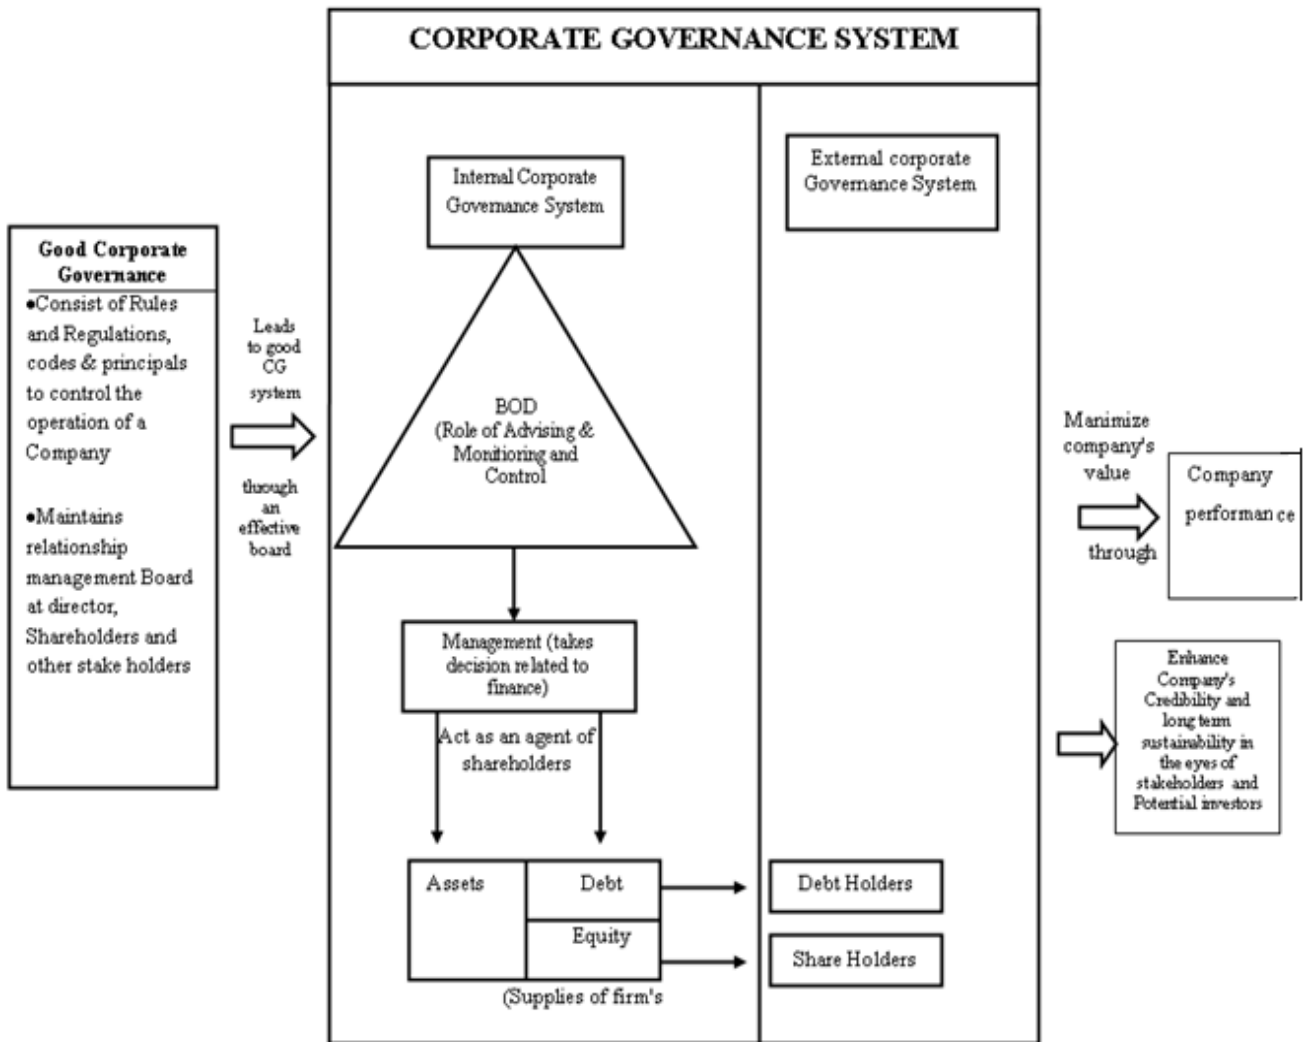 CORPORATE GOVERNANCE SYSTEM
Good Corporate
Governance
•Consist of Rules
and Regulations,
codes & principals
to control the
operation of a
Company
•Maintains
relationship
management Board
at director,
Shareholders and
other stake holders
Leads
to good
CG
system
through
an
effective
board
Internal Corporate
Governance System
BOD
(Role of Advising &
Monitoring and
Control
Management (takes
decision related to
finance)
Act as an agent of
shareholders
Assets
Debt
Equity
(Supplies of firm's
External corporate
Governance System
Debt Holders
Share Holders
Manimize
company's
value
through
Company
performance
Enhance
Company's
Credibility and
long term
sustainability in
the eyes of
stakeholders and
Potential investors